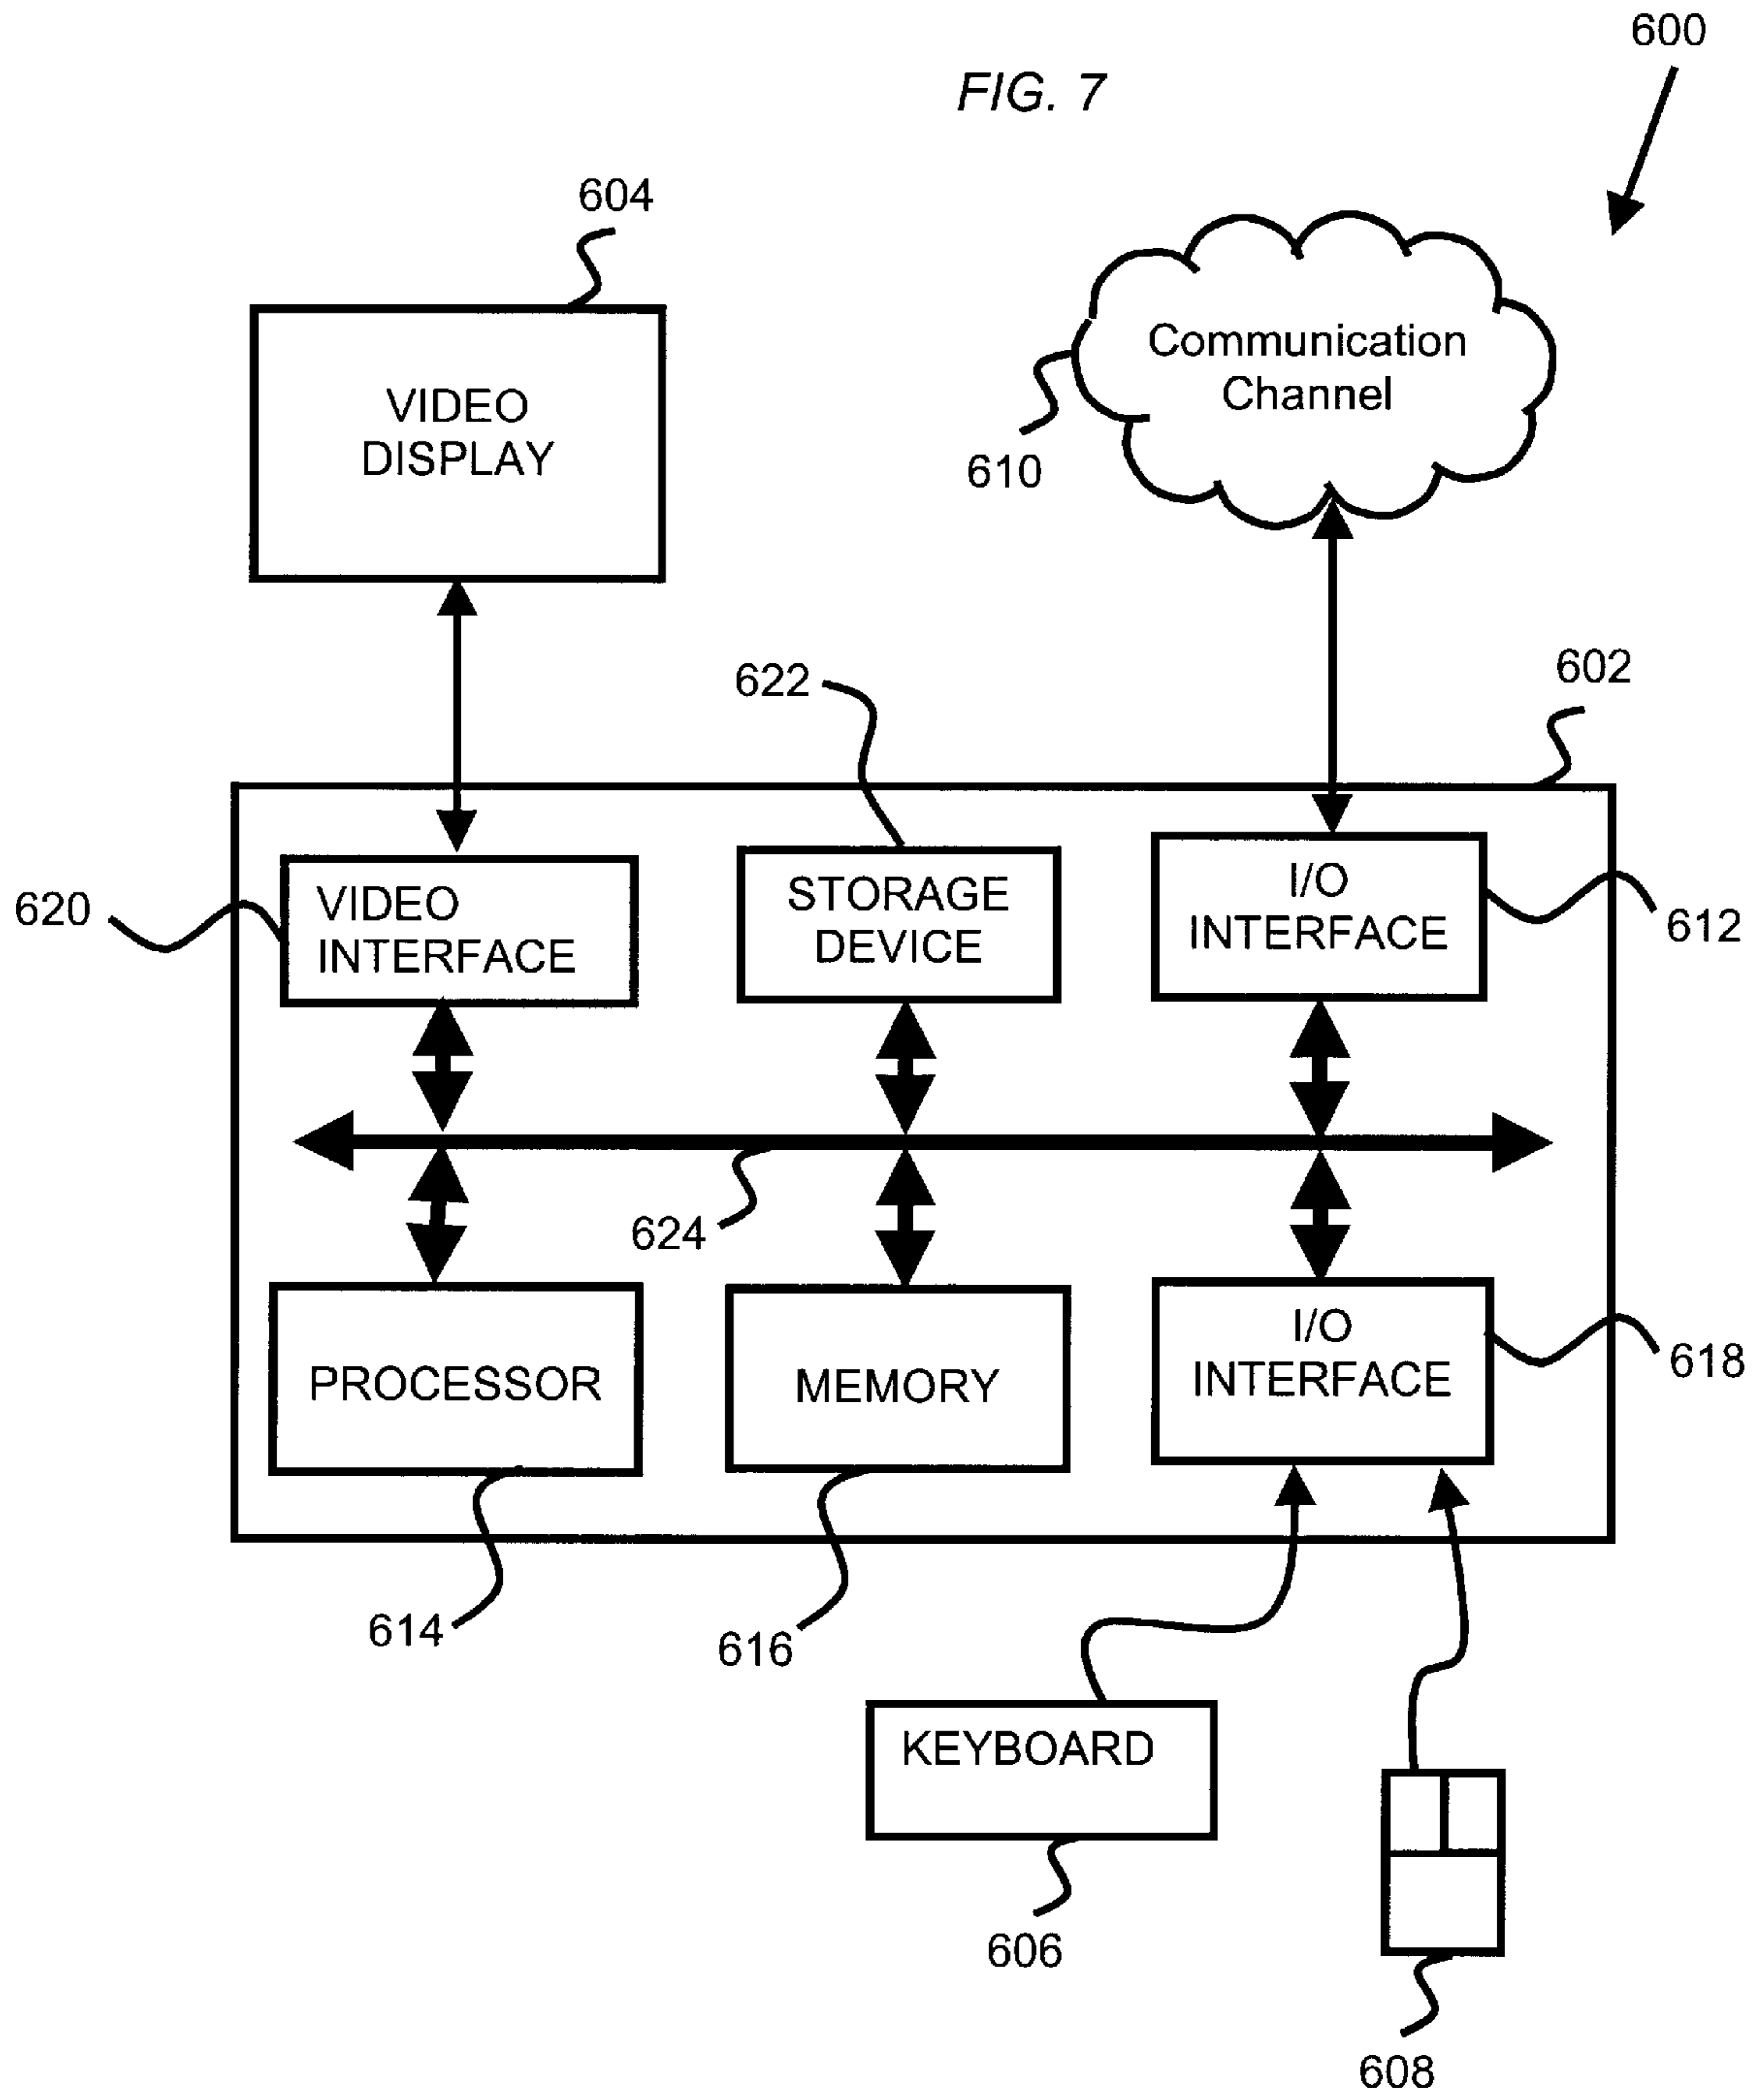 600
FIG. 7
604
Communication
Channel
VIDEO
DISPLAY
610
602
622
I/O
INTERFACE
STORAGE
DEVICE
VIDEO
INTERFACE
620
612
624
I/O
INTERFACE
PROCESSOR
MEMORY
618
614
616
KEYBOARD
606
608